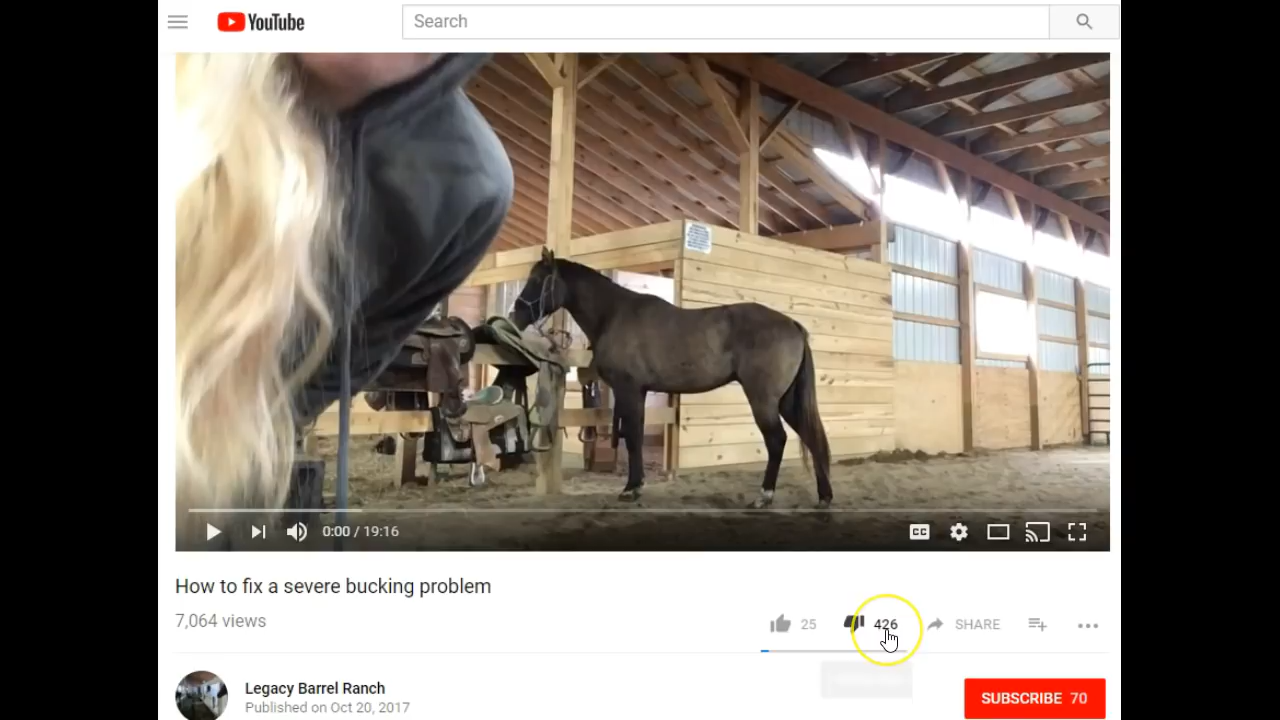 YouTube
Search
0:00 / 19:16
CC
How to fix a severe bucking problem
7,064 views
25
426
SHARE
Legacy Barrel Ranch
Published on Oct 20, 2017
SUBSCRIBE 70